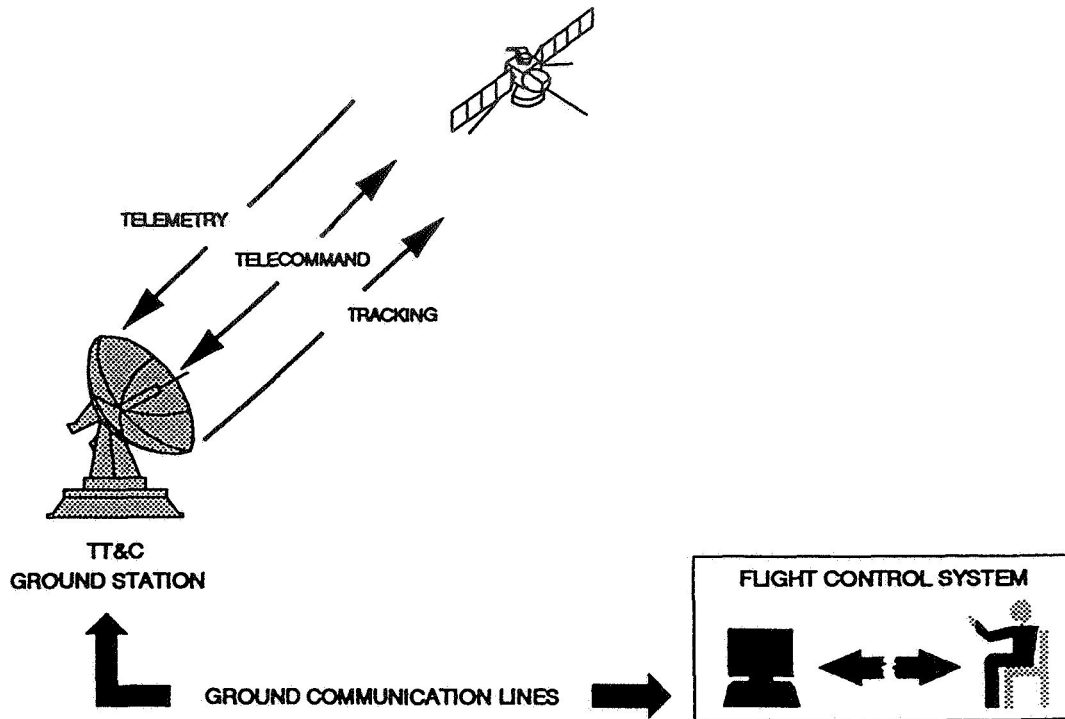 TELEMETRY
TELECOMMAND
TRACKING
TT&C
GROUND STATION
FLIGHT CONTROL SYSTEM
GROUND COMMUNICATION LINES